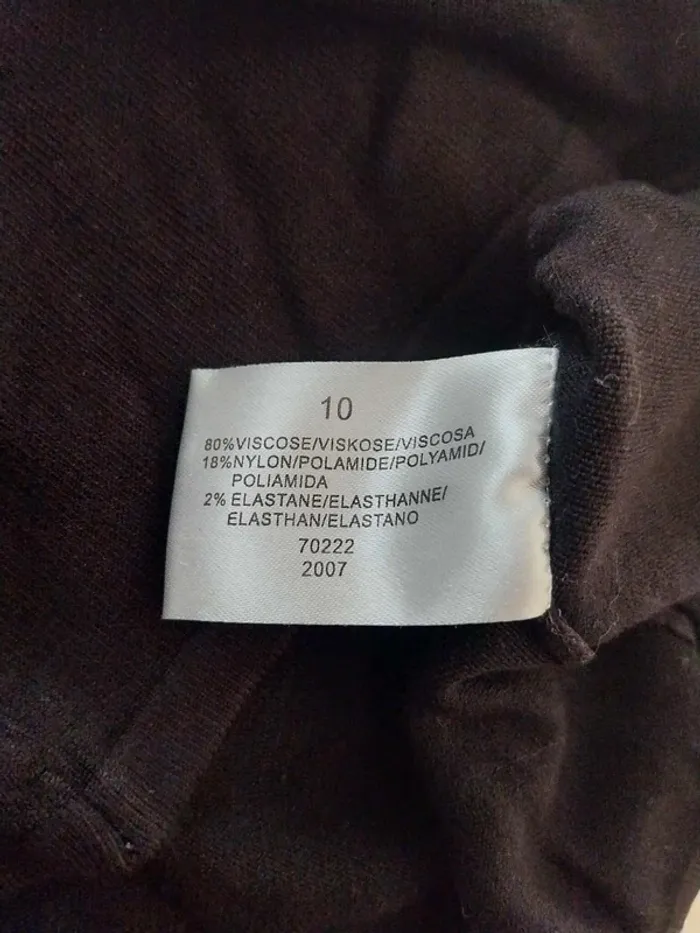 10
80%VISCOSE/VISKOSE/VISCOSA
18%NYLON/POLAMIDE/POLYAMID/
POLIAMIDA
2% ELASTANE/ELASTHANNE/
ELASTHAN/ELASTANO
70222
2007